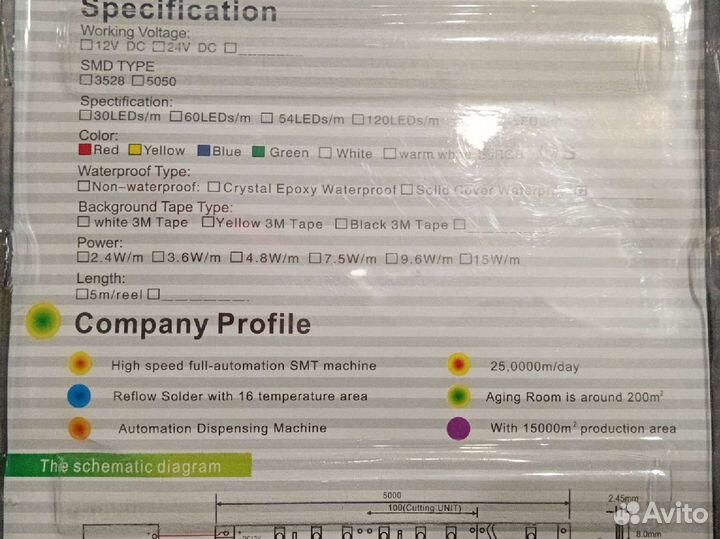 Specification
Working Voltage:
12V DC 24V DC
SMD TYPE
3528 5050
Specification:
30LEDs/m 60LEDs/m 54LEDs/m 120LEDs/m
Color:
Red Yellow Blue Green White warm white
Waterproof Type:
Non-waterproof: Crystal Epoxy Waterproof Solid Cover Waterproof
Background Tape Type:
white 3M Tape Yellow 3M Tape Black 3M Tape
Power:
2.4W/m 3.6W/m 4.8W/m 7.5W/m 9.6W/m 15W/m
Length:
5m/reel
Company Profile
High speed full-automation SMT machine 25,0000m/day
Reflow Solder with 16 temperature area Aging Room is around 200m²
Automation Dispensing Machine With 15000m² production area
The schematic diagram
5000 2.45mm
100(Cutting:UNIT)
DC12V 8.0mm
Avito